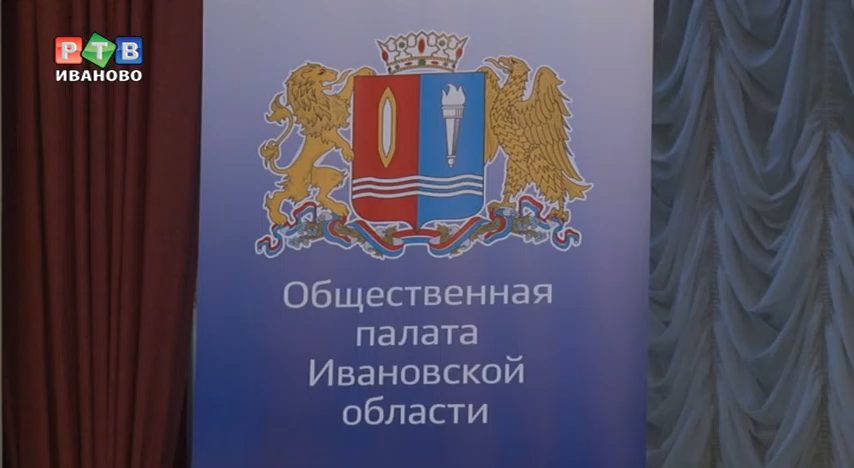 РТВ
ИВАНОВО
Общественная
палата
Ивановской
области